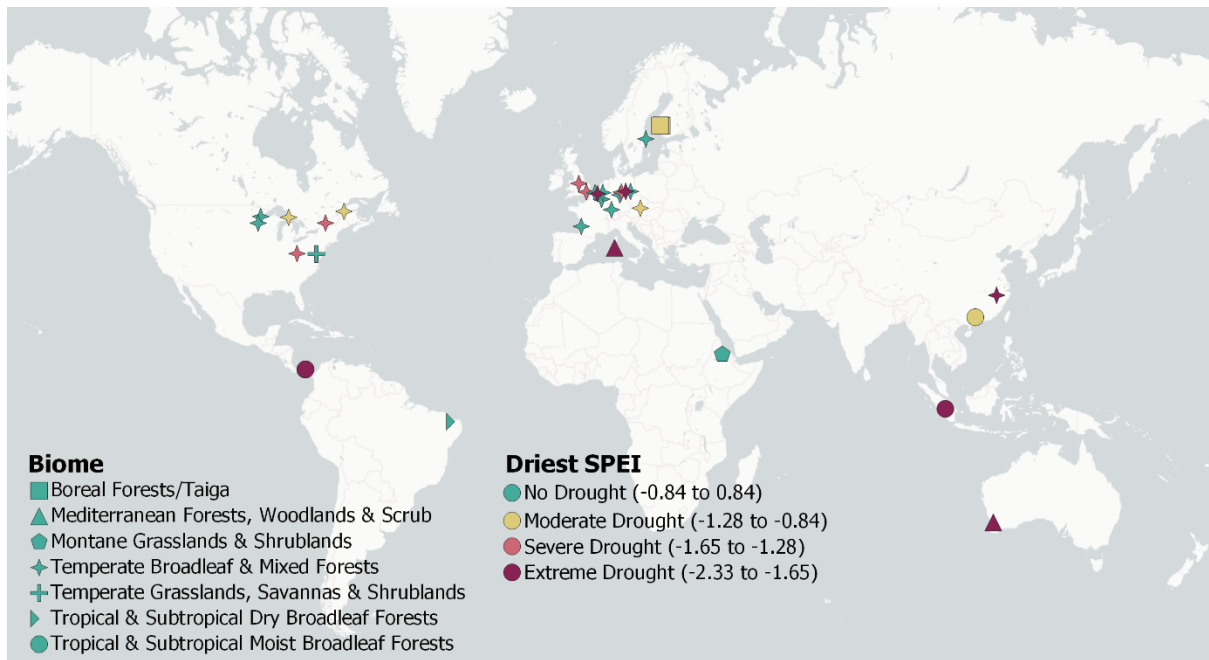 Biome
Boreal Forests/Taiga
Mediterranean Forests, Woodlands & Scrub
Montane Grasslands & Shrublands
Temperate Broadleaf & Mixed Forests
Temperate Grasslands, Savannas & Shrublands
Tropical & Subtropical Dry Broadleaf Forests
Tropical & Subtropical Moist Broadleaf Forests
Driest SPEI
No Drought (-0.84 to 0.84)
Moderate Drought (-1.28 to -0.84)
Severe Drought (-1.65 to -1.28)
Extreme Drought (-2.33 to -1.65)